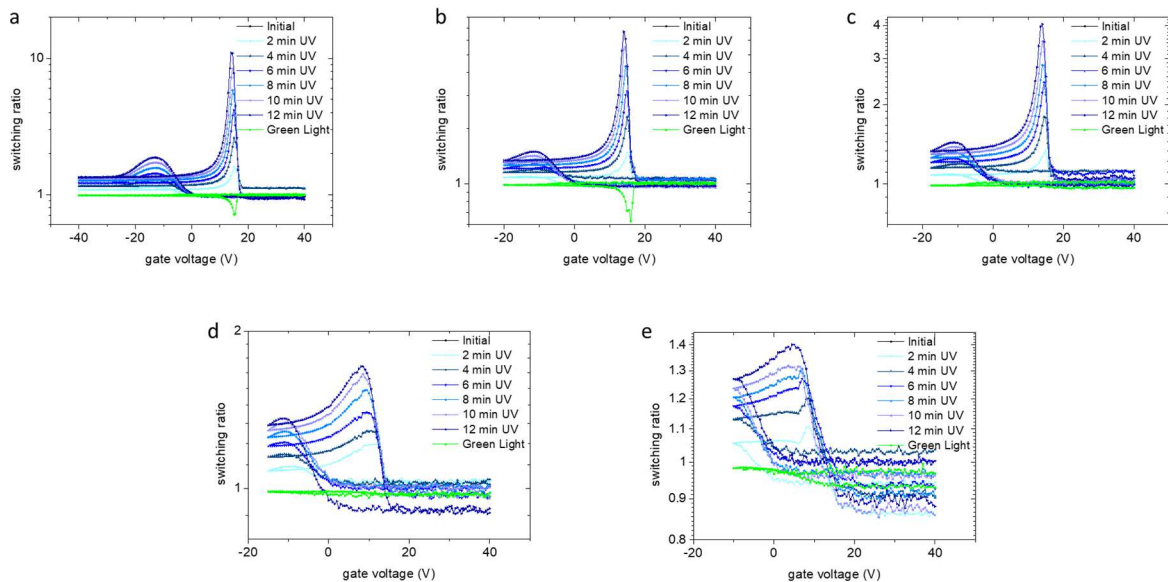 a
switching ratio
10
1
-40
-20
0
20
40
gate voltage (V)
Initial
2 min UV
4 min UV
6 min UV
8 min UV
10 min UV
12 min UV
Green Light
b
switching ratio
1
-20
0
20
40
gate voltage (V)
Initial
2 min UV
4 min UV
6 min UV
8 min UV
10 min UV
12 min UV
Green Light
c
switching ratio
4
3
2
1
-20
0
20
40
gate voltage (V)
Initial
2 min UV
4 min UV
6 min UV
8 min UV
10 min UV
12 min UV
Green Light
d
switching ratio
2
1
-20
0
20
40
gate voltage (V)
Initial
2 min UV
4 min UV
6 min UV
8 min UV
10 min UV
12 min UV
Green Light
e
switching ratio
1.4
1.3
1.2
1.1
1
0.9
0.8
-20
0
20
40
gate voltage (V)
Initial
2 min UV
4 min UV
6 min UV
8 min UV
10 min UV
12 min UV
Green Light